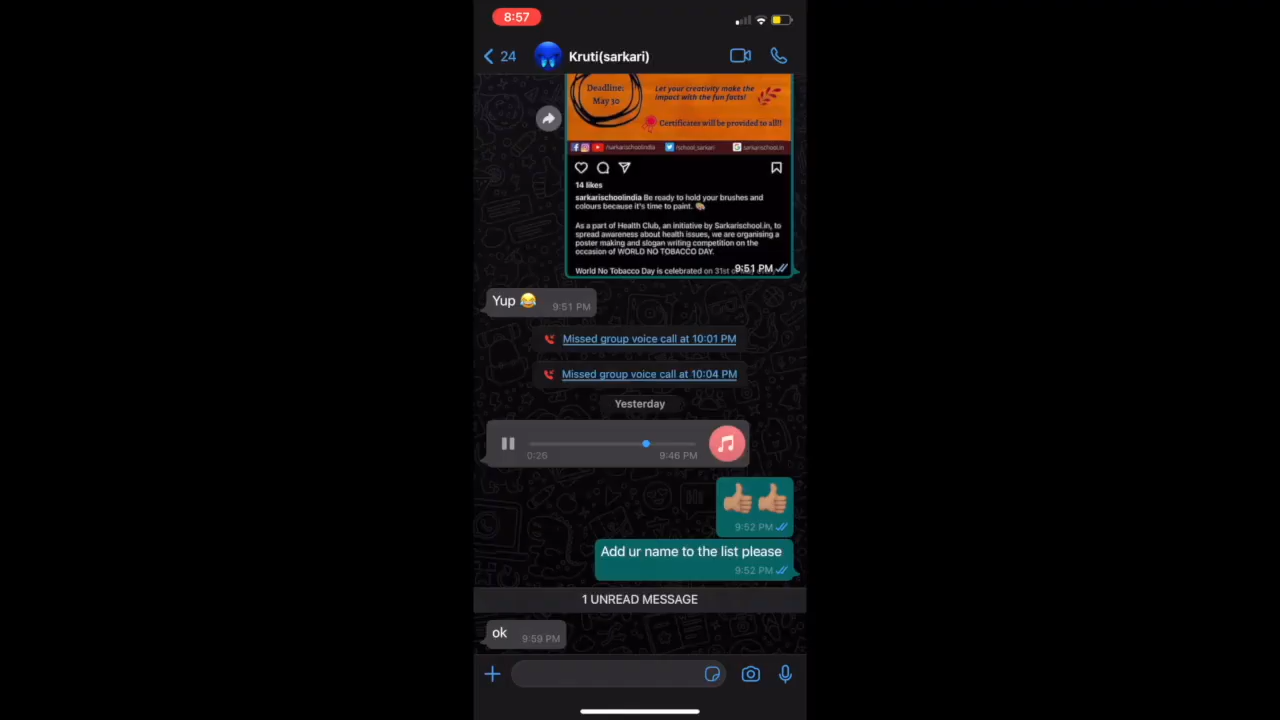 8:57
24
Kruti(sarkari)
Deadline:
May 30
Let your creativity make the
impact with the fun facts!
Certificates will be provided to all!!
/sarkarischoolindia
/school_sarkari
sarkarischool.in
14 likes
sarkarischoolindia Be ready to hold your brushes and
colours because it's time to paint. 🎨
As a part of Health Club, an initiative by Sarkarischool.in, to
spread awareness about health issues, we are organising a
poster making and slogan writing competition on the
occasion of WORLD NO TOBACCO DAY.
World No Tobacco Day is celebrated on 31st
9:51 PM
Yup 😂
9:51 PM
Missed group voice call at 10:01 PM
Missed group voice call at 10:04 PM
Yesterday
0:26
9:46 PM
👍🏽👍🏽
9:52 PM
Add ur name to the list please
9:52 PM
1 UNREAD MESSAGE
ok
9:59 PM